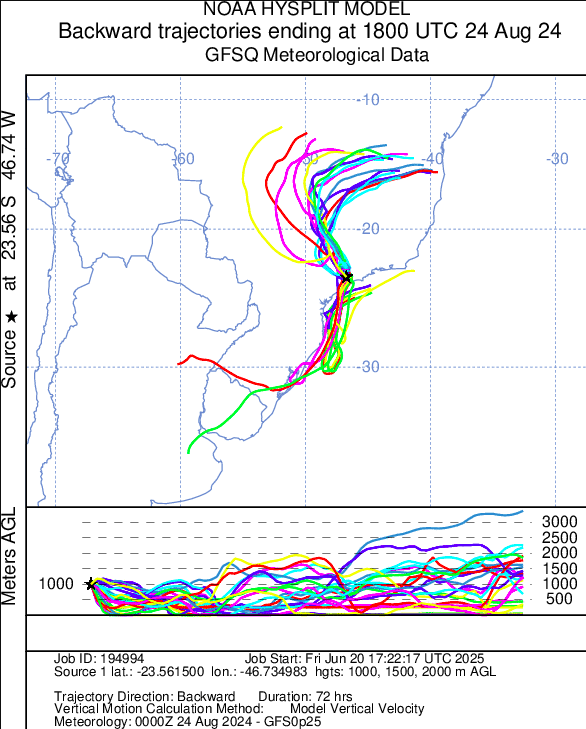 NOAA HYSPLIT MODEL
Backward trajectories ending at 1800 UTC 24 Aug 24
GFSQ Meteorological Data
Source ★ at 23.56 S 46.74 W
-10
-70
-60
-50
-40
-20
-30
-30
Meters AGL
1000
3000
2500
2000
1500
1000
500
Job ID: 194994 Job Start: Fri Jun 20 17:22:17 UTC 2025
Source 1 lat.: -23.561500 lon.: -46.734983 hgts: 1000, 1500, 2000 m AGL
Trajectory Direction: Backward Duration: 72 hrs
Vertical Motion Calculation Method: Model Vertical Velocity
Meteorology: 0000Z 24 Aug 2024 - GFS0p25